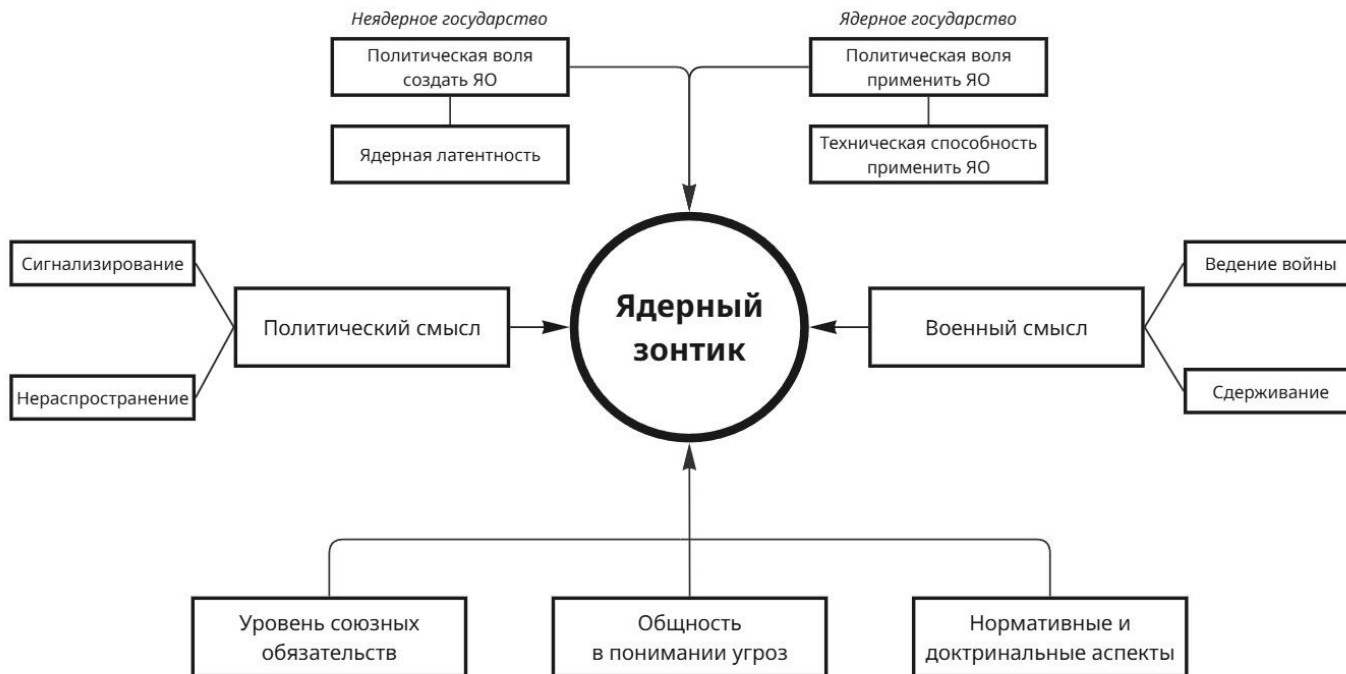 Неядерное государство
Ядерное государство
Политическая воля
создать ЯО
Политическая воля
применить ЯО
Ядерная латентность
Техническая способность
применить ЯО
Сигнализирование
Нераспространение
Политический смысл
Ядерный
зонтик
Военный смысл
Ведение войны
Сдерживание
Уровень союзных
обязательств
Общность
в понимании угроз
Нормативные и
доктринальные аспекты